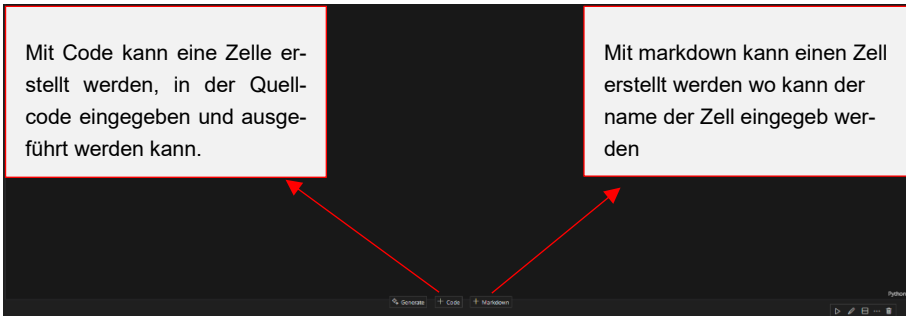 Mit Code kann eine Zelle er-
stellt werden, in der Quell-
code eingegeben und ausge-
führt werden kann.
Mit markdown kann einen Zell
erstellt werden wo kann der
name der Zell eingegeb wer-
den
Generate + Code + Markdown
Python